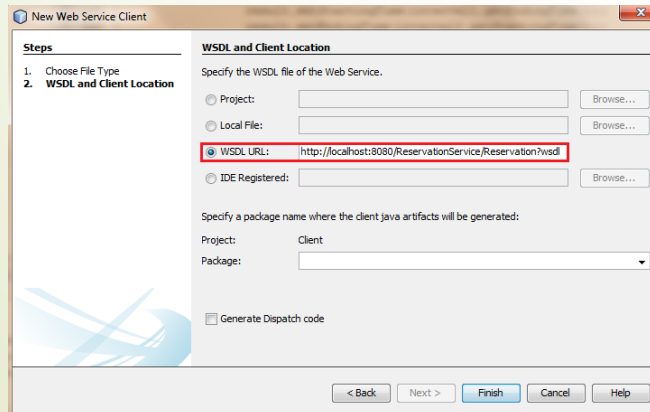 New Web Service Client
Steps
1. Choose File Type
2. WSDL and Client Location
WSDL and Client Location
Specify the WSDL file of the Web Service.
Project:
Browse...
Local File:
Browse...
WSDL URL: http://localhost:8080/ReservationService/Reservation?wsdl
IDE Registered:
Browse...
Specify a package name where the client java artifacts will be generated:
Project: Client
Package:
Generate Dispatch code
< Back Next > Finish Cancel Help